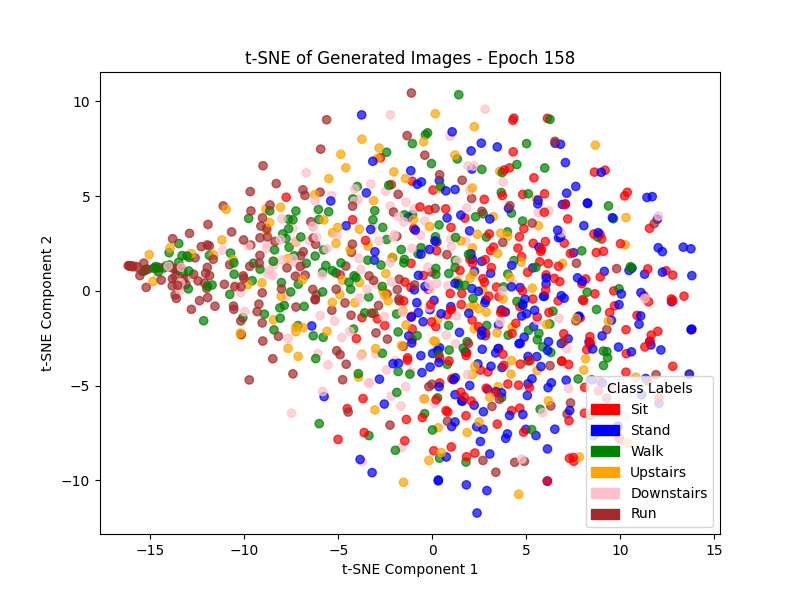 t-SNE of Generated Images - Epoch 158
t-SNE Component 2
10
5
0
−5
−10
−15
−10
−5
0
5
10
15
t-SNE Component 1
Class Labels
Sit
Stand
Walk
Upstairs
Downstairs
Run